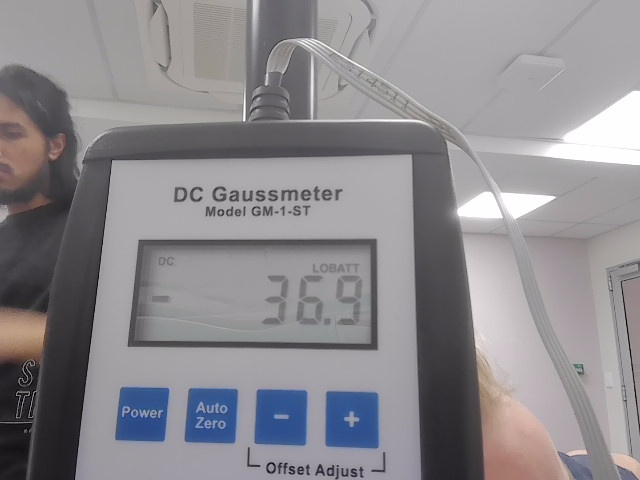 DC Gaussmeter
Model GM-1-ST
DC
LOBATT
- 36.9
Power
Auto
Zero
-
+
Offset Adjust